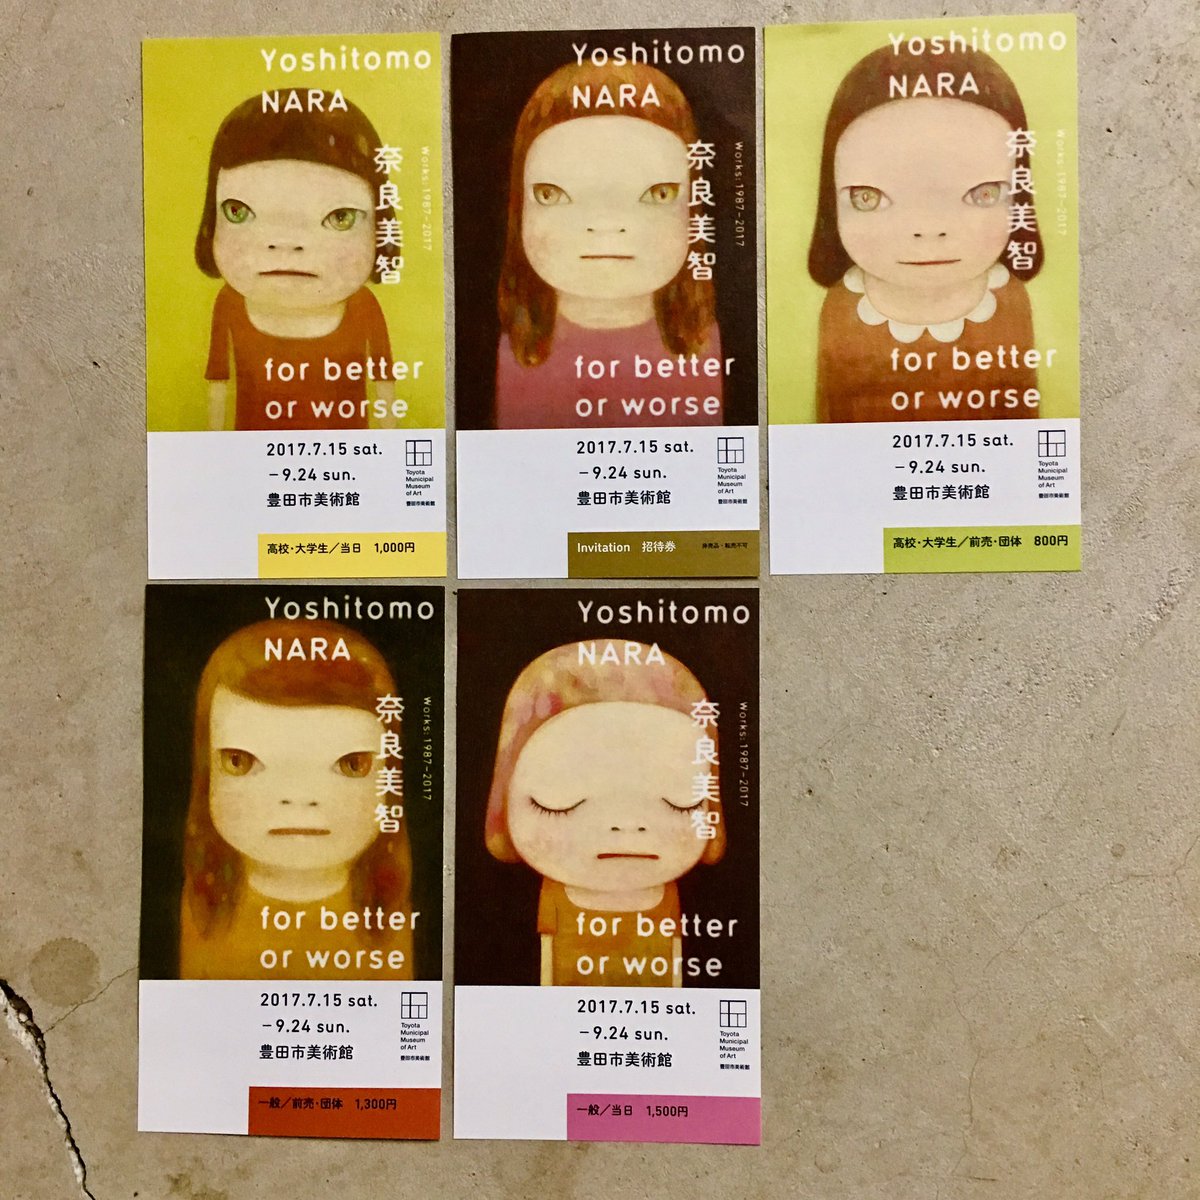 Yoshitomo
NARA
奈良美智
Works: 1987–2017
for better
or worse
2017.7.15 sat.
–9.24 sun.
豊田市美術館
Toyota
Municipal
Museum
of Art
豊田市美術館
高校・大学生／当日 1,000円
Yoshitomo
NARA
奈良美智
Works: 1987–2017
for better
or worse
2017.7.15 sat.
–9.24 sun.
豊田市美術館
Toyota
Municipal
Museum
of Art
豊田市美術館
Invitation 招待券 非売品・転売不可
Yoshitomo
NARA
奈良美智
Works: 1987–2017
for better
or worse
2017.7.15 sat.
–9.24 sun.
豊田市美術館
Toyota
Municipal
Museum
of Art
豊田市美術館
高校・大学生／前売・団体 800円
Yoshitomo
NARA
奈良美智
Works: 1987–2017
for better
or worse
2017.7.15 sat.
–9.24 sun.
豊田市美術館
Toyota
Municipal
Museum
of Art
豊田市美術館
一般／前売・団体 1,300円
Yoshitomo
NARA
奈良美智
Works: 1987–2017
for better
or worse
2017.7.15 sat.
–9.24 sun.
豊田市美術館
Toyota
Municipal
Museum
of Art
豊田市美術館
一般／当日 1,500円